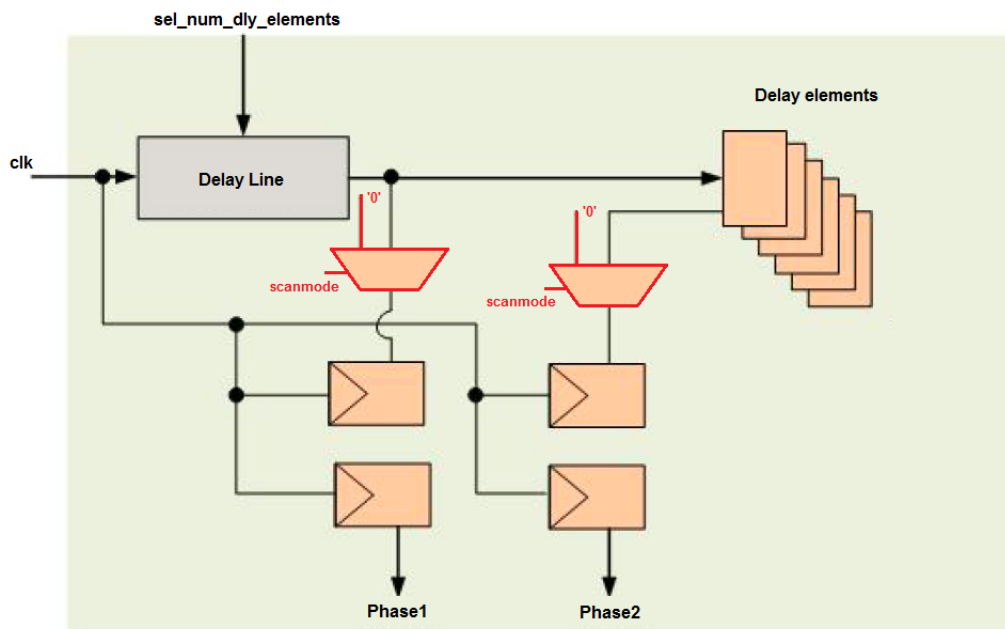 sel_num_dly_elements
Delay elements
clk
Delay Line
'0'
'0'
scanmode
scanmode
Phase1
Phase2